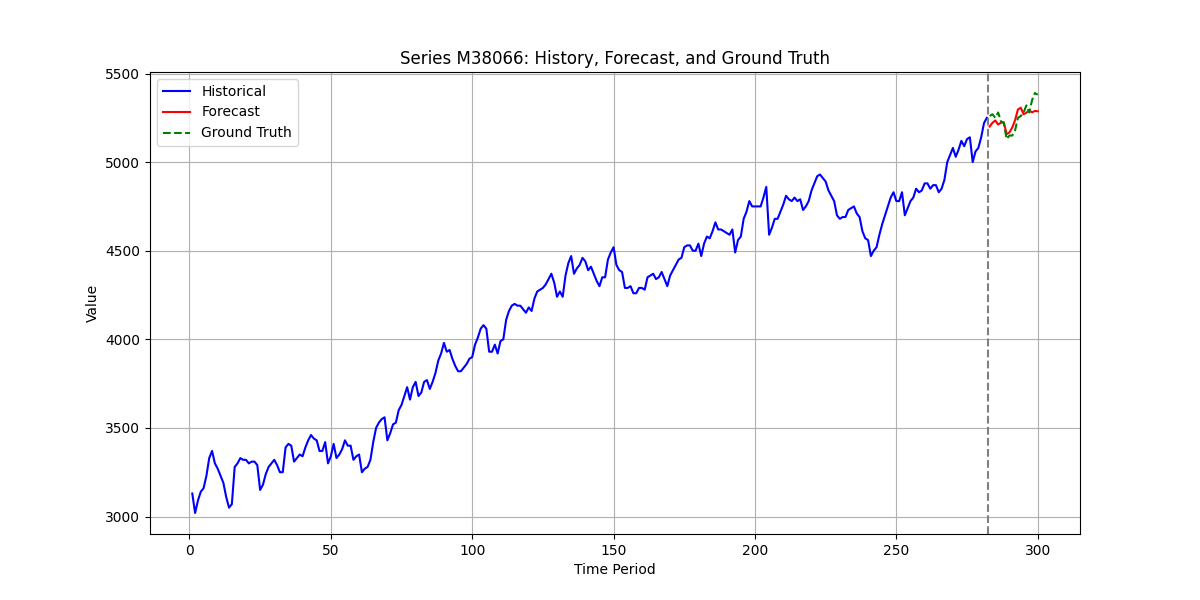 Series M38066: History, Forecast, and Ground Truth
5500
5000
4500
4000
3500
3000
Value
Historical
Forecast
Ground Truth
0 50 100 150 200 250 300
Time Period